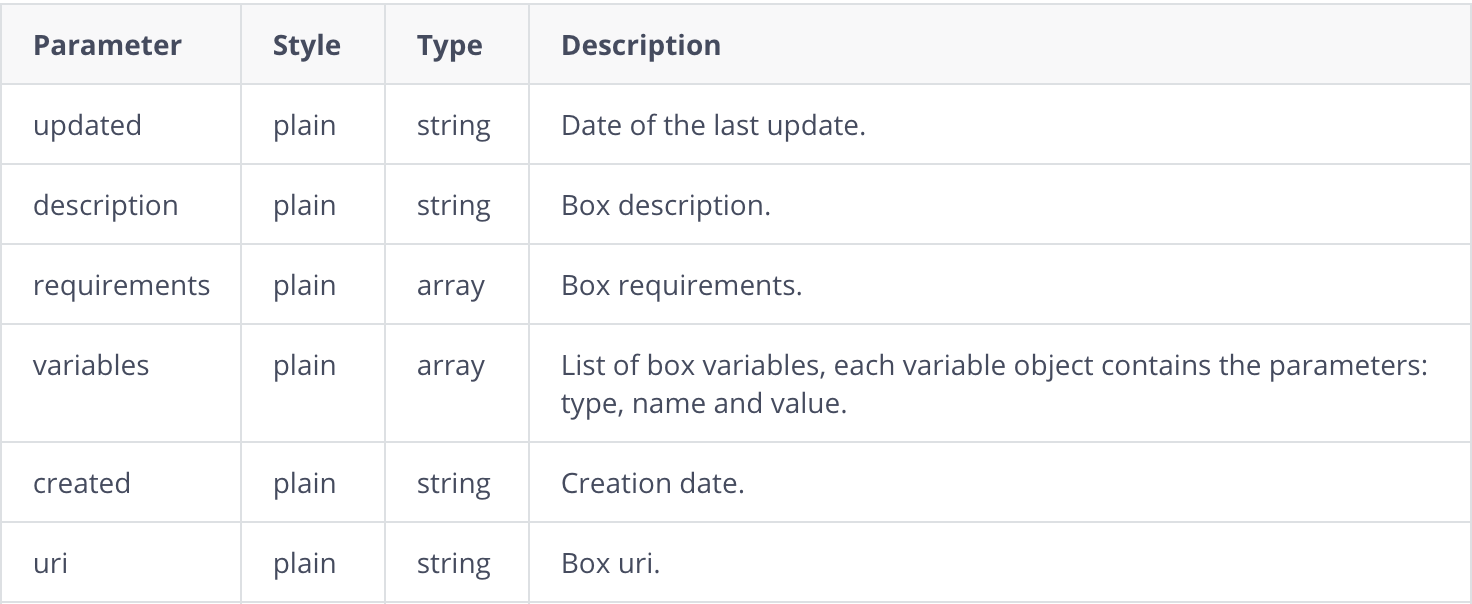 Parameter Style Type Description
updated plain string Date of the last update.
description plain string Box description.
requirements plain array Box requirements.
variables plain array List of box variables, each variable object contains the parameters:
type, name and value.
created plain string Creation date.
uri plain string Box uri.